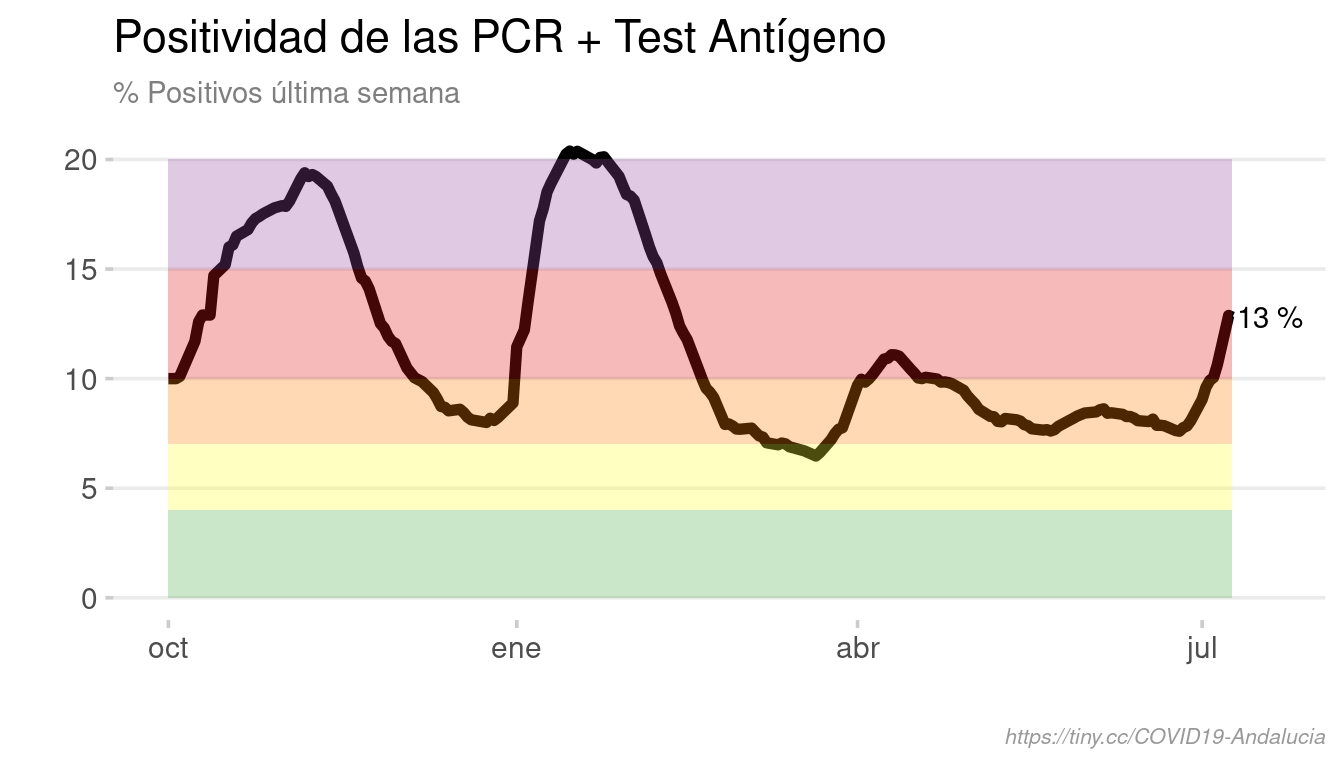 Positividad de las PCR + Test Antígeno
% Positivos última semana
20
15
10
5
0
13 %
oct
ene
abr
jul
https://tiny.cc/COVID19-Andalucia